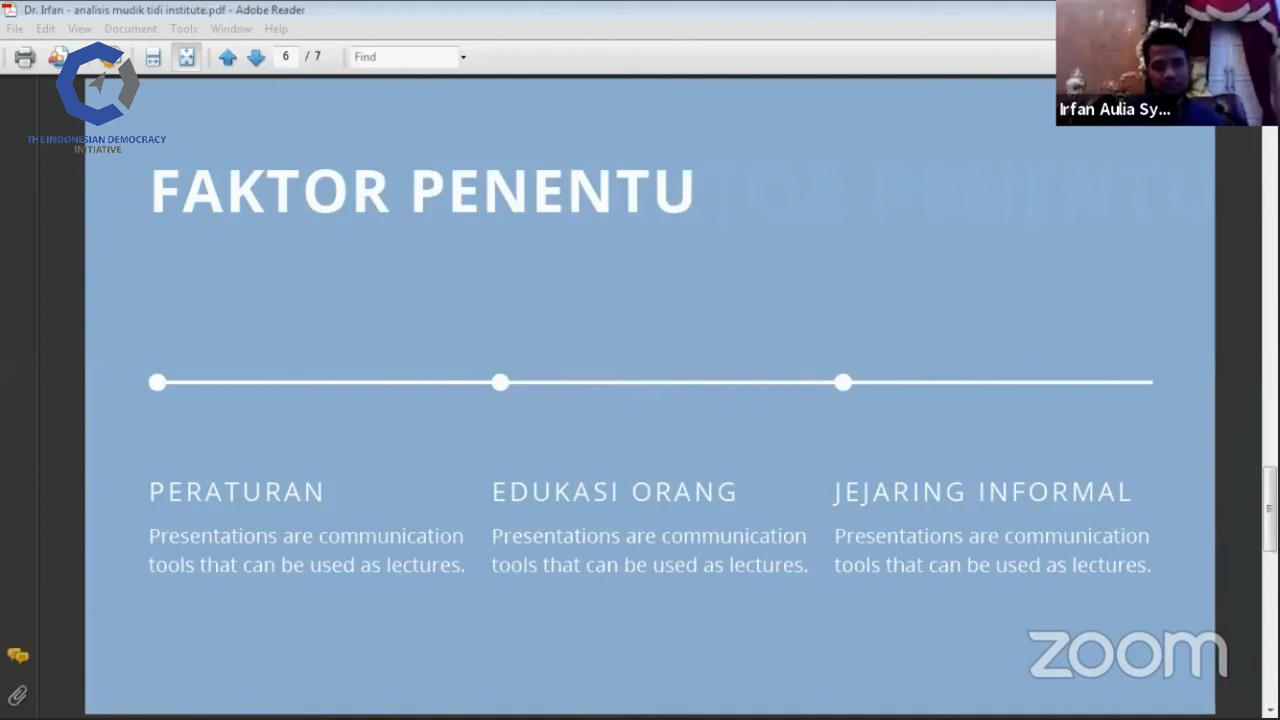 Dr. Irfan - analisis mudik tidi institute.pdf - Adobe Reader
File Edit View Document Tools Window Help
6 / 7 Find
THE INDONESIAN DEMOCRACY
INITIATIVE
Irfan Aulia Sy...
FAKTOR PENENTU
PERATURAN
Presentations are communication
tools that can be used as lectures.
EDUKASI ORANG
Presentations are communication
tools that can be used as lectures.
JEJARING INFORMAL
Presentations are communication
tools that can be used as lectures.
zoom